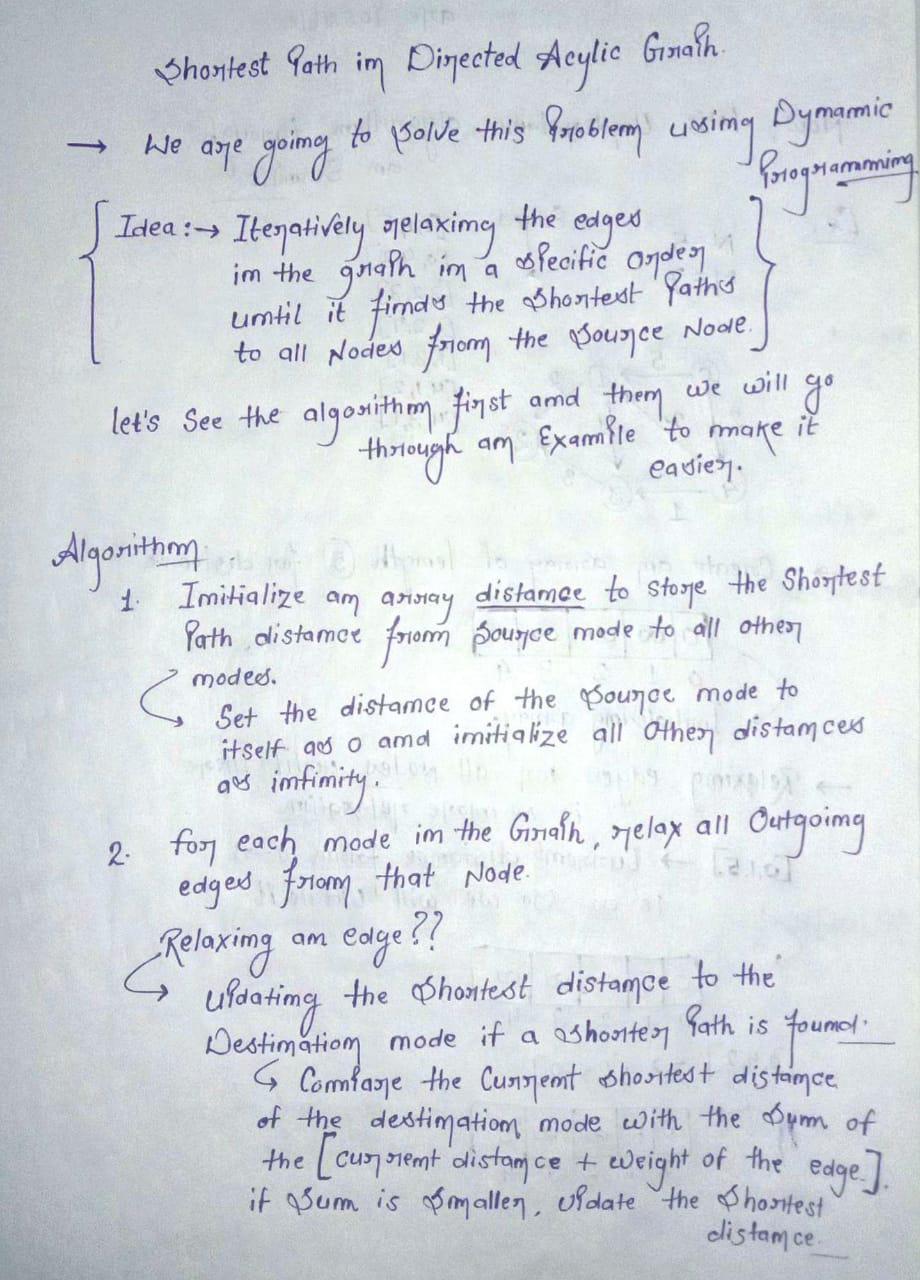 Shortest Path in Directed Acylic Graph.
→ We are going to solve this Problem using Dynamic
Programming
Idea :→ Iteratively relaxing the edges
in the graph in a specific order
until it finds the shortest Paths
to all Nodes from the source Node.
let's See the algorithm first and then we will go
through an Example to make it
easier.
Algorithm
1. Initialize an array distance to store the Shortest
Path distance from source node to all other
nodes.
↳ Set the distance of the source node to
itself as 0 and initialize all Other distances
as infinity.
2. for each node in the Graph, relax all Outgoing
edges from that Node.
Relaxing an edge??
↳ updating the shortest distance to the
Destination node if a shorter Path is found.
↳ Compare the Current shortest distance
of the destination node with the sum of
the [current distance + weight of the edge].
if sum is smaller, update the shortest
distance.